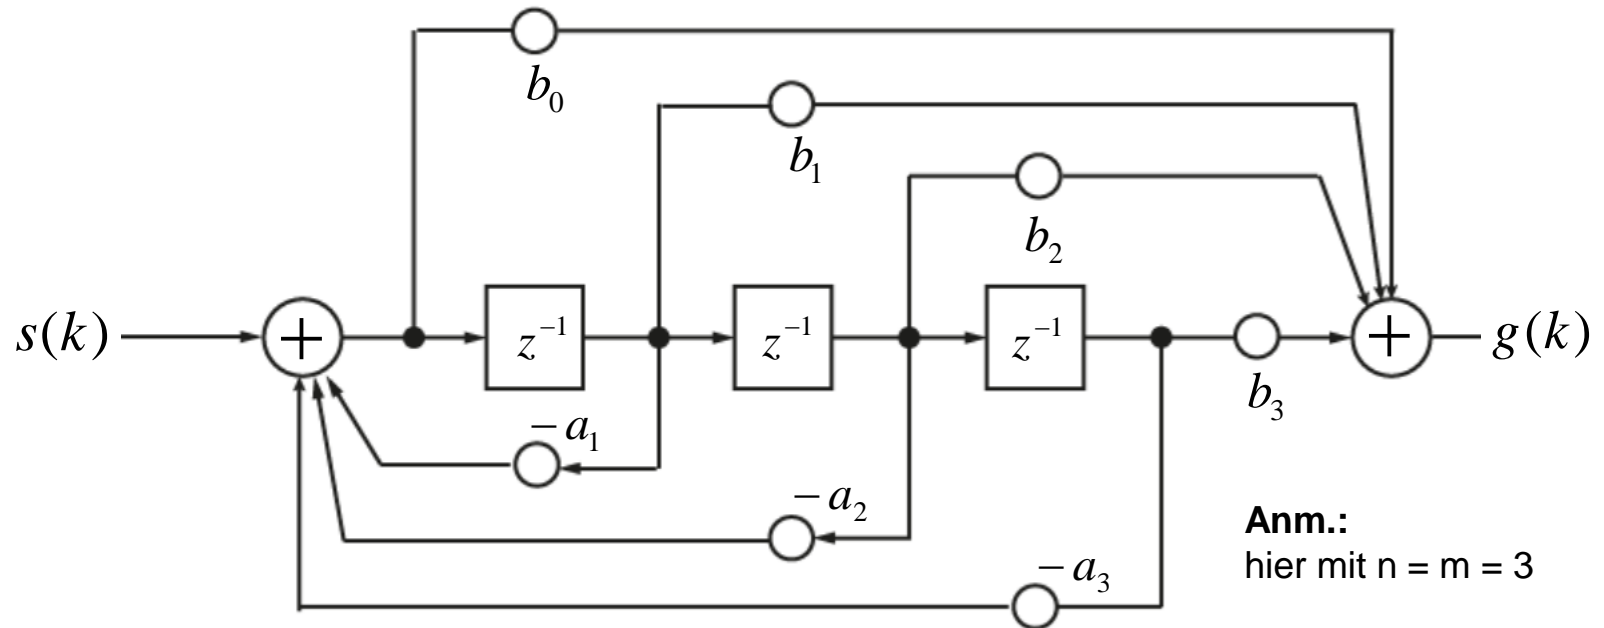 b₀
b₁
b₂
s(k)
+
z⁻¹
z⁻¹
z⁻¹
+
g(k)
b₃
− a₁
− a₂
− a₃
Anm.:
hier mit n = m = 3